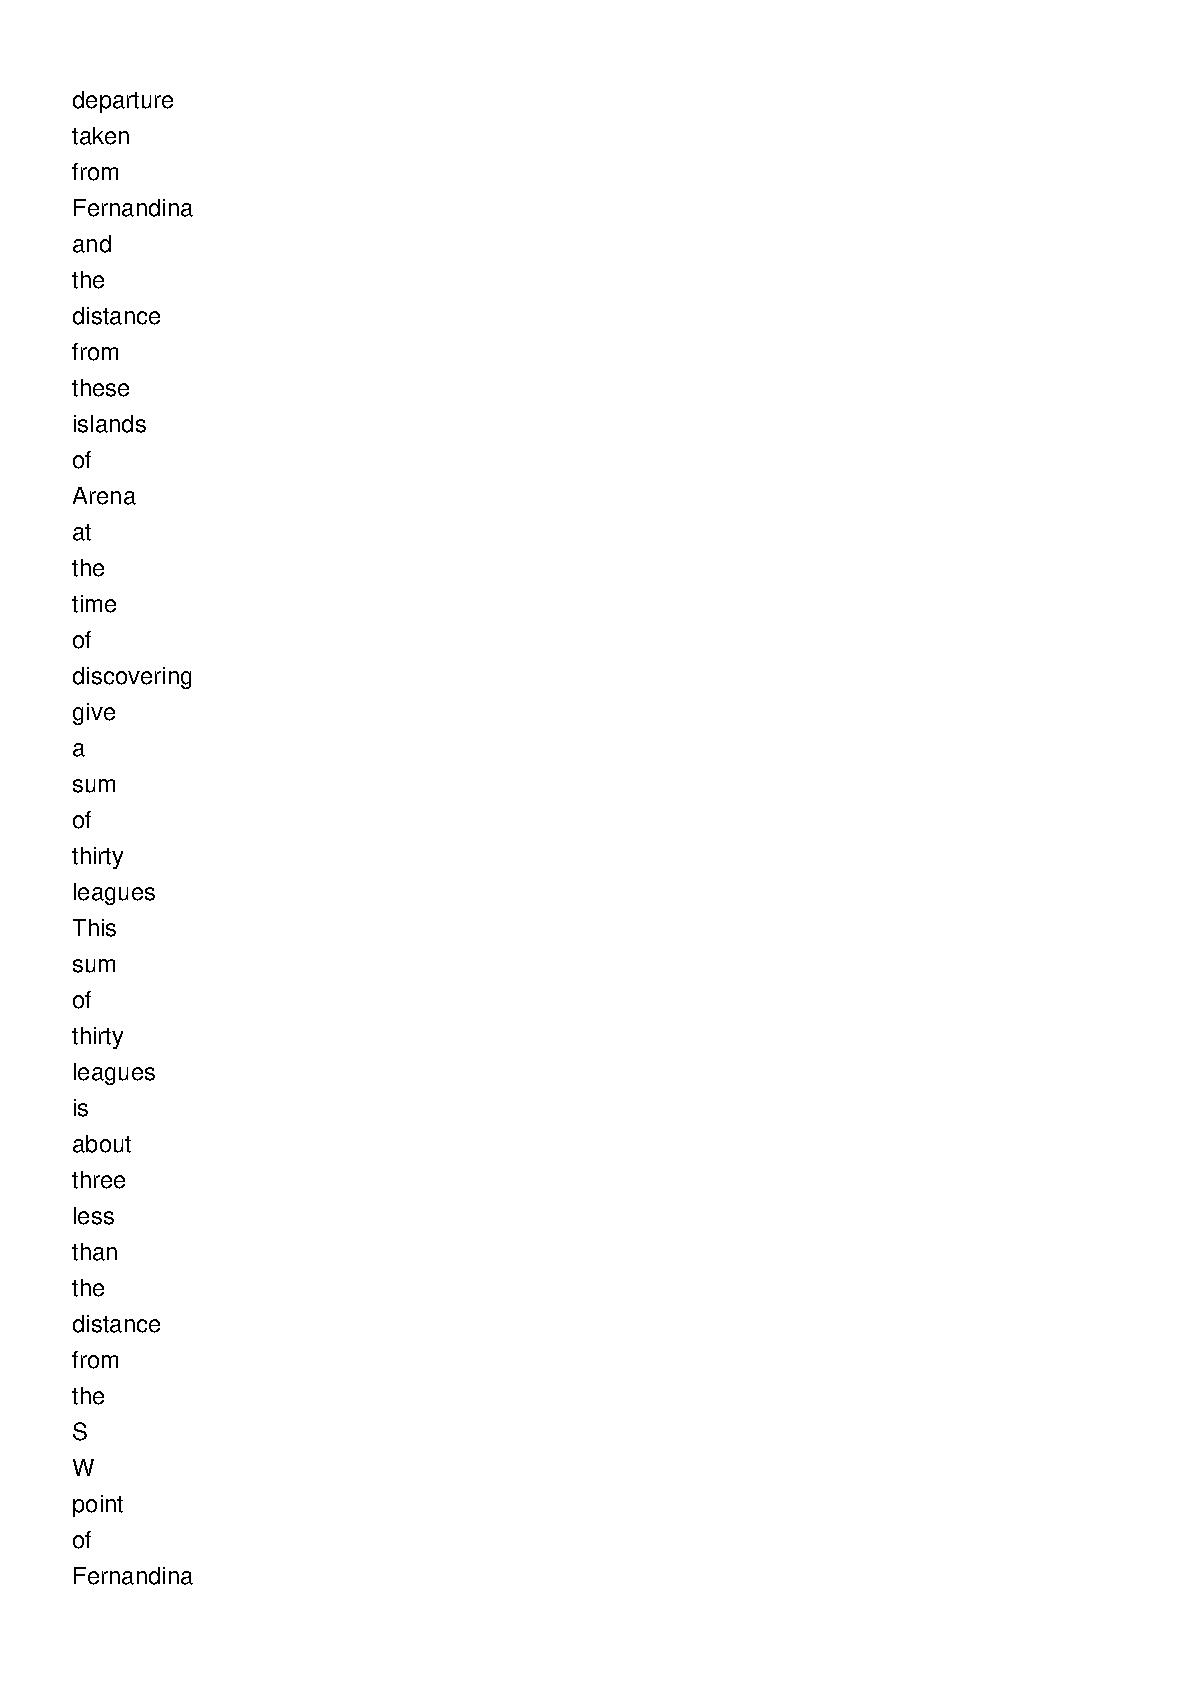 departure
taken
from
Fernandina
and
the
distance
from
these
islands
of
Arena
at
the
time
of
discovering
give
a
sum
of
thirty
leagues
This
sum
of
thirty
leagues
is
about
three
less
than
the
distance
from
the
S
W
point
of
Fernandina